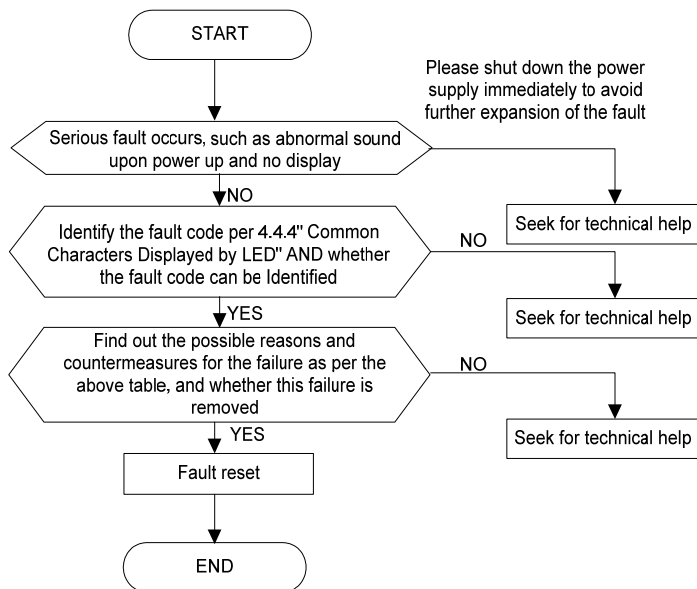 START
Please shut down the power
supply immediately to avoid
further expansion of the fault
Serious fault occurs, such as abnormal sound
upon power up and no display
NO
Seek for technical help
Identify the fault code per 4.4.4" Common
Characters Displayed by LED" AND whether
the fault code can be Identified
NO
Seek for technical help
YES
Find out the possible reasons and
countermeasures for the failure as per the
above table, and whether this failure is
removed
NO
Seek for technical help
YES
Fault reset
END